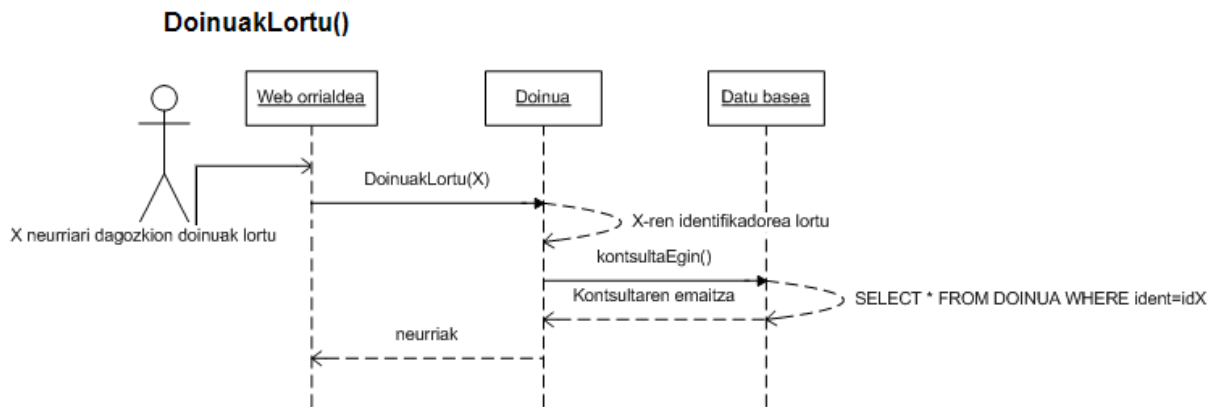 DoinuakLortu()
Web orrialdea
Doinua
Datu basea
DoinuakLortu(X)
X-ren identifikadorea lortu
X neurriari dagozkion doinuak lortu
kontsultaEgin()
Kontsultaren emaitza
SELECT * FROM DOINUA WHERE ident=idX
neurriak